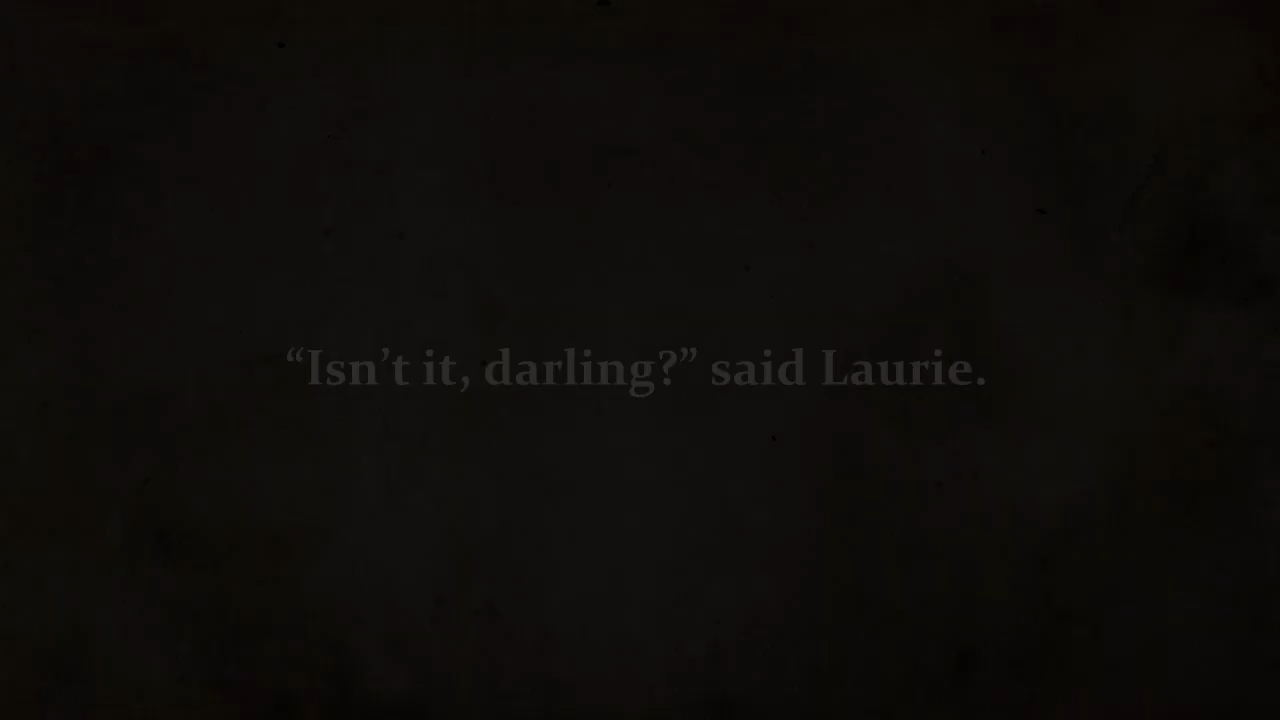 “Isn’t it, darling?” said Laurie.